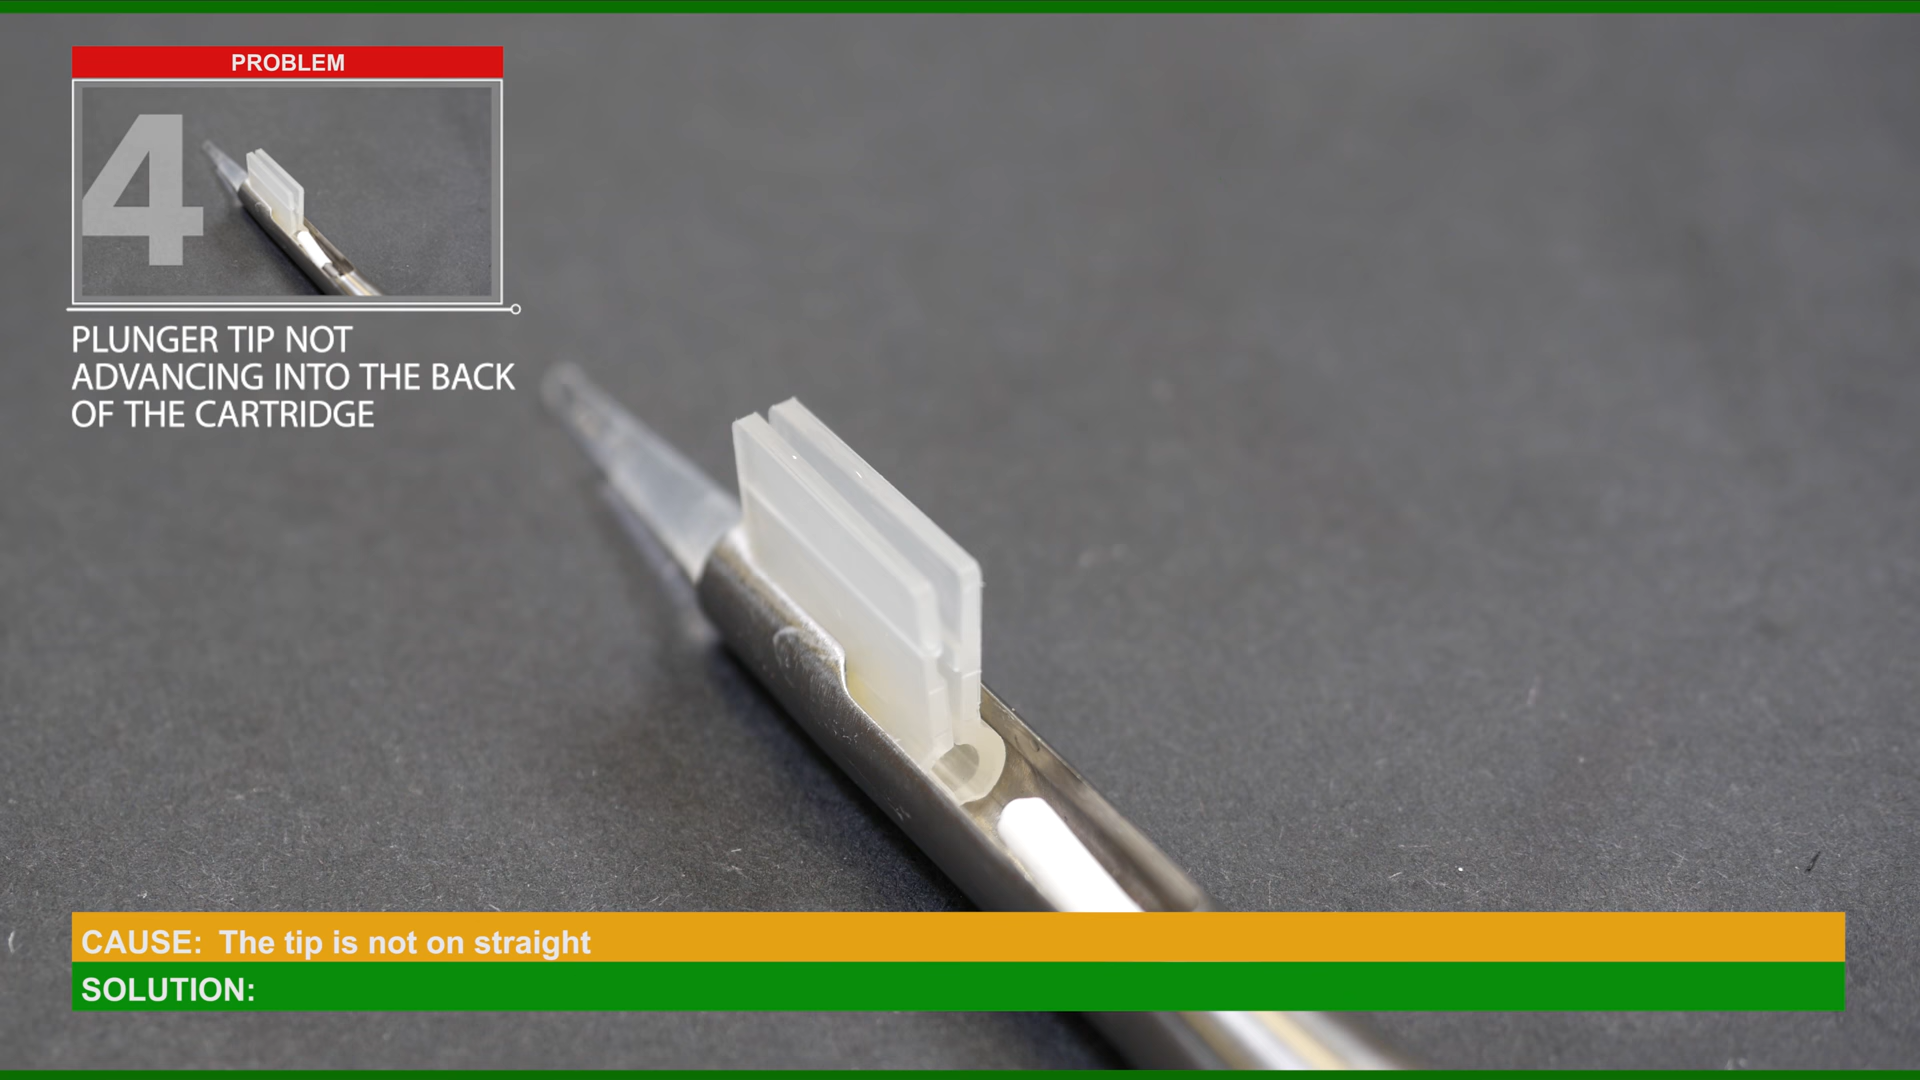 PROBLEM
4
PLUNGER TIP NOT
ADVANCING INTO THE BACK
OF THE CARTRIDGE
CAUSE: The tip is not on straight
SOLUTION: